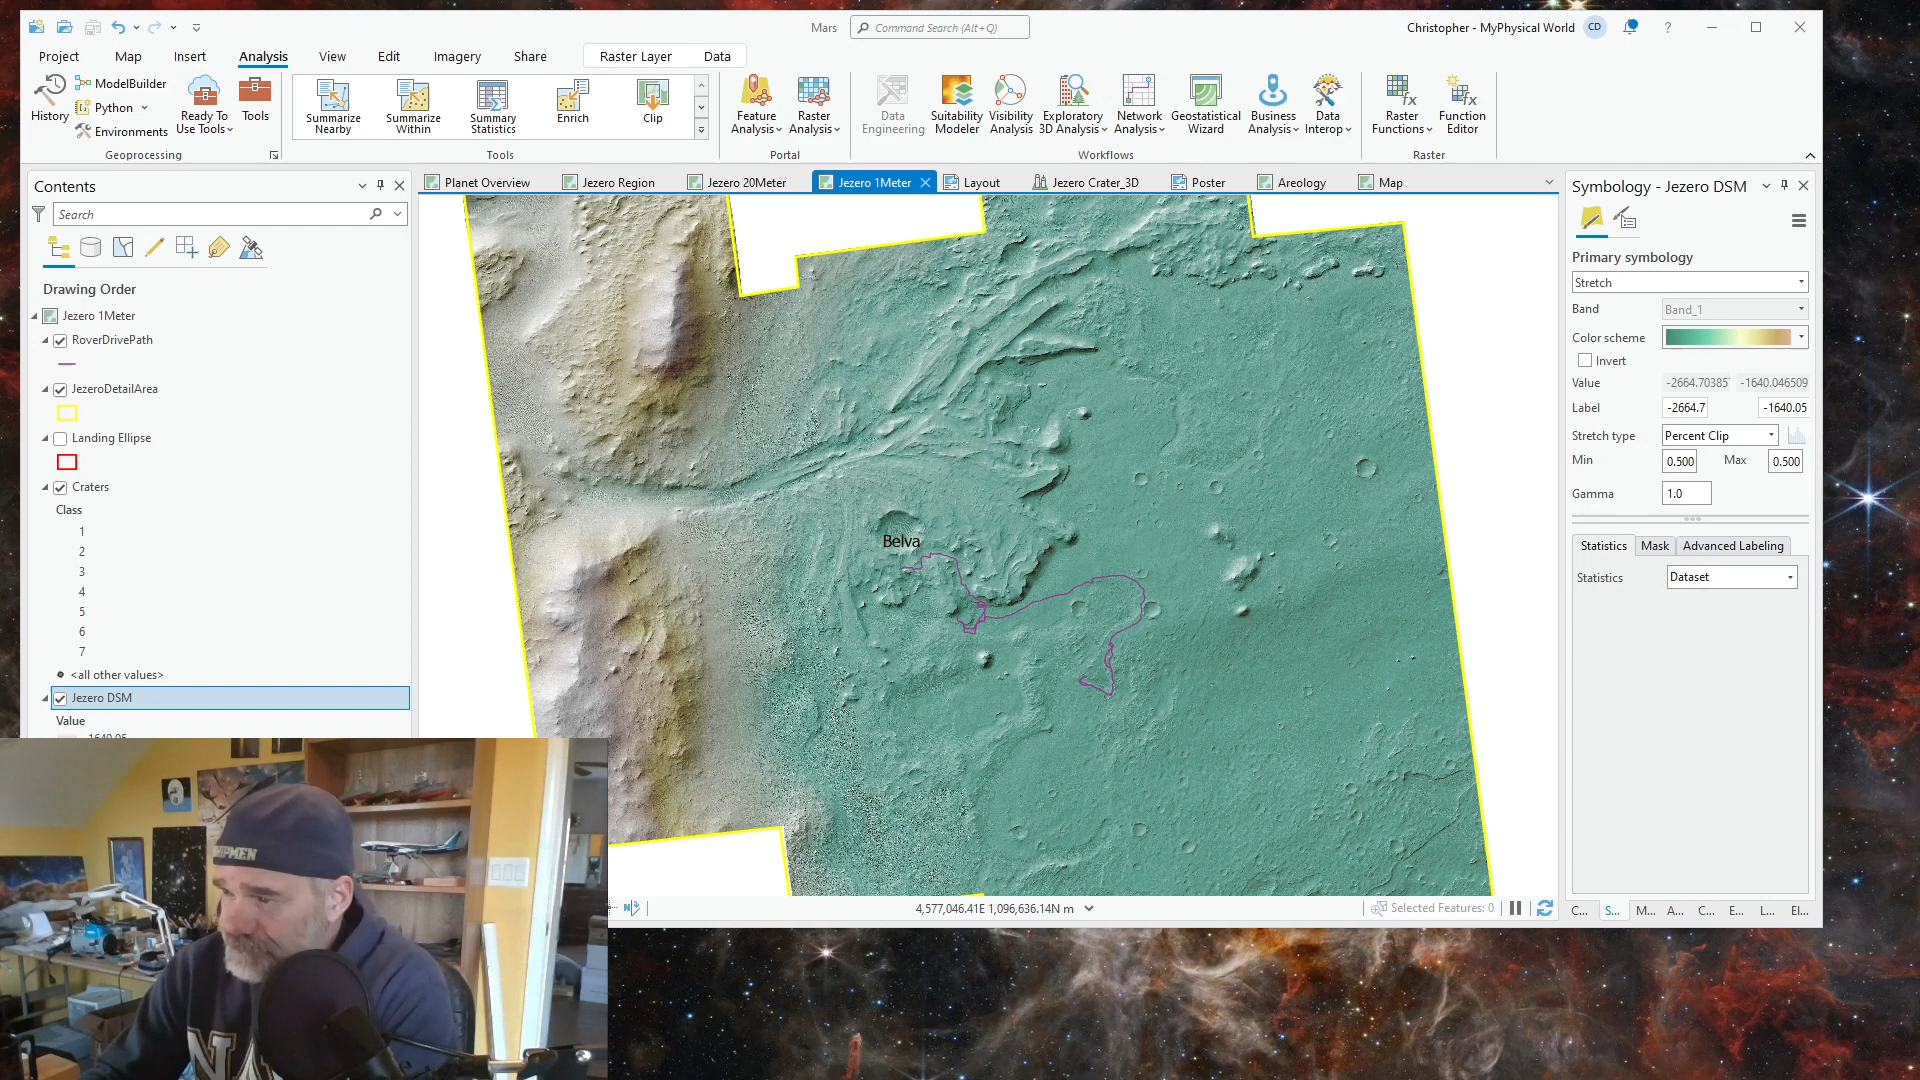 Mars
Command Search (Alt+Q)
Christopher - MyPhysical World
CD
?
Project
Map
Insert
Analysis
View
Edit
Imagery
Share
Raster Layer
Data
History
ModelBuilder
Python
Environments
Ready To Use Tools
Tools
Summarize Nearby
Summarize Within
Summary Statistics
Enrich
Clip
Feature Analysis
Raster Analysis
Data Engineering
Suitability Modeler
Visibility Analysis
Exploratory 3D Analysis
Network Analysis
Geostatistical Wizard
Business Analysis
Data Interop
Raster Functions
Function Editor
Geoprocessing
Tools
Portal
Workflows
Raster
Contents
Search
Drawing Order
Jezero 1Meter
RoverDrivePath
JezeroDetailArea
Landing Ellipse
Craters
Class
1
2
3
4
5
6
7
<all other values>
Jezero DSM
Value
Planet Overview
Jezero Region
Jezero 20Meter
Jezero 1Meter
Layout
Jezero Crater_3D
Poster
Areology
Map
Belva
4,577,046.41E 1,096,636.14N m
Selected Features: 0
Symbology - Jezero DSM
Primary symbology
Stretch
Band
Band_1
Color scheme
Invert
Value
-2664.70385
-1640.046509
Label
-2664.7
-1640.05
Stretch type
Percent Clip
Min
0.500
Max
0.500
Gamma
1.0
Statistics
Mask
Advanced Labeling
Statistics
Dataset
C...
S...
M...
A...
C...
E...
L...
El...